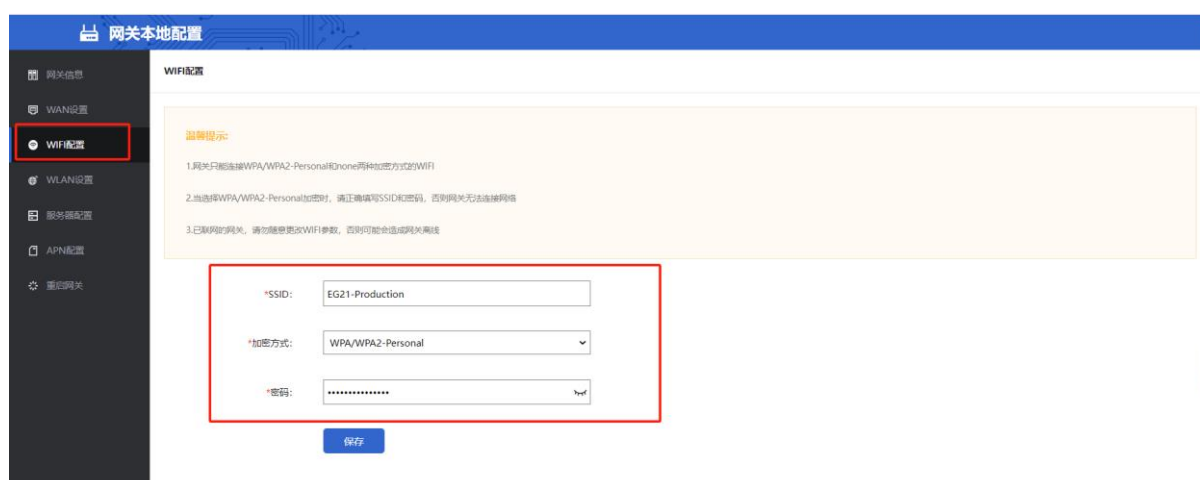 网关本地配置
网关信息
WAN设置
WIFI配置
WLAN设置
服务器配置
APN配置
重启网关
WIFI配置
温馨提示:
1.网关只能连接WPA/WPA2-Personal和none两种加密方式的WIFI
2.当选择WPA/WPA2-Personal加密时，请正确填写SSID和密码，否则网关无法连接网络
3.已联网的网关，请勿随意更改WIFI参数，否则可能会造成网关离线
*SSID:
EG21-Production
*加密方式:
WPA/WPA2-Personal
*密码:
•••••••••••••••
保存